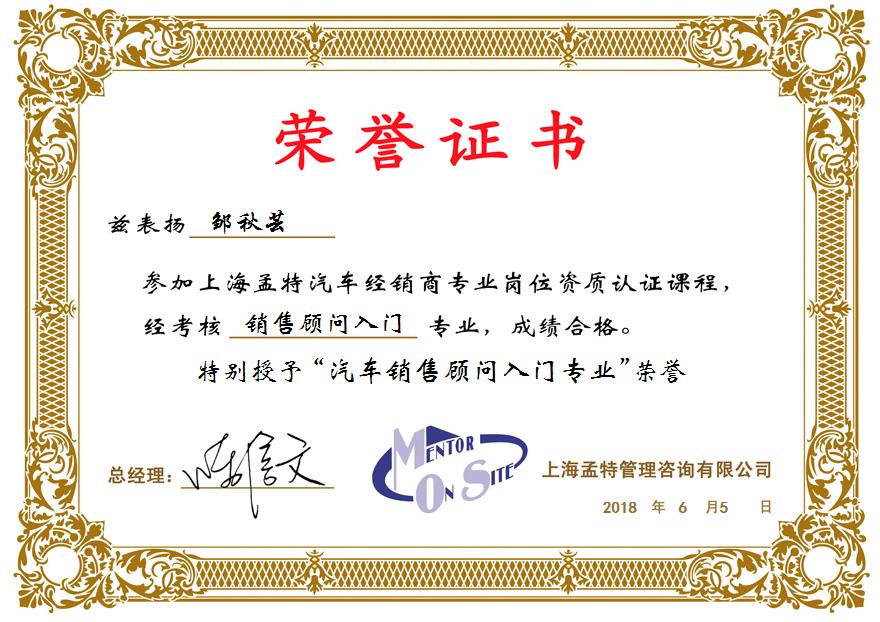 荣誉证书
兹表扬 邹秋芸
参加上海孟特汽车经销商专业岗位资质认证课程，
经考核 销售顾问入门 专业，成绩合格。
特别授予“汽车销售顾问入门专业”荣誉
总经理：
MENTOR
ON SITE
上海孟特管理咨询有限公司
2018 年 6 月5 日